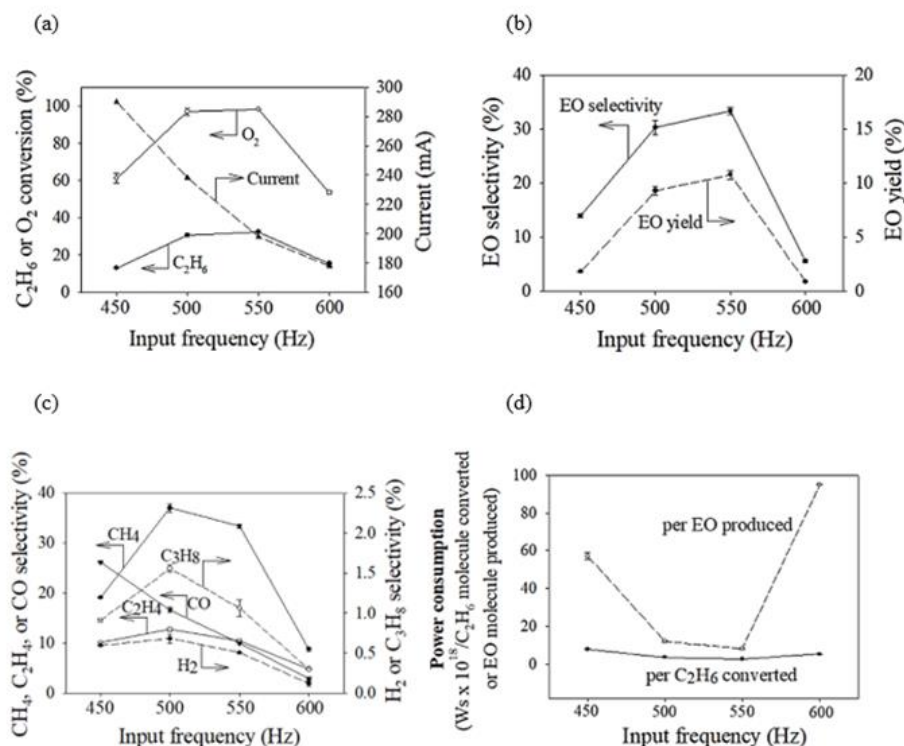 (a)
C₂H₆ or O₂ conversion (%)
100
80
60
40
20
0
O₂
Current
C₂H₆
300
280
260
240
220
200
180
160
Current (mA)
450 500 550 600
Input frequency (Hz)
(b)
EO selectivity (%)
40
30
20
10
0
EO selectivity
EO yield
20
15
10
5
0
EO yield (%)
450 500 550 600
Input frequency (Hz)
(c)
CH₄, C₂H₄, or CO selectivity (%)
40
30
20
10
0
CH₄
C₃H₈
C₂H₄
CO
H₂
2.5
2.0
1.5
1.0
0.5
0.0
H₂ or C₃H₈ selectivity (%)
450 500 550 600
Input frequency (Hz)
(d)
Power consumption
(Ws x 10¹⁸/C₂H₆ molecule converted
or EO molecule produced)
100
80
60
40
20
0
per EO produced
per C₂H₆ converted
450 500 550 600
Input frequency (Hz)